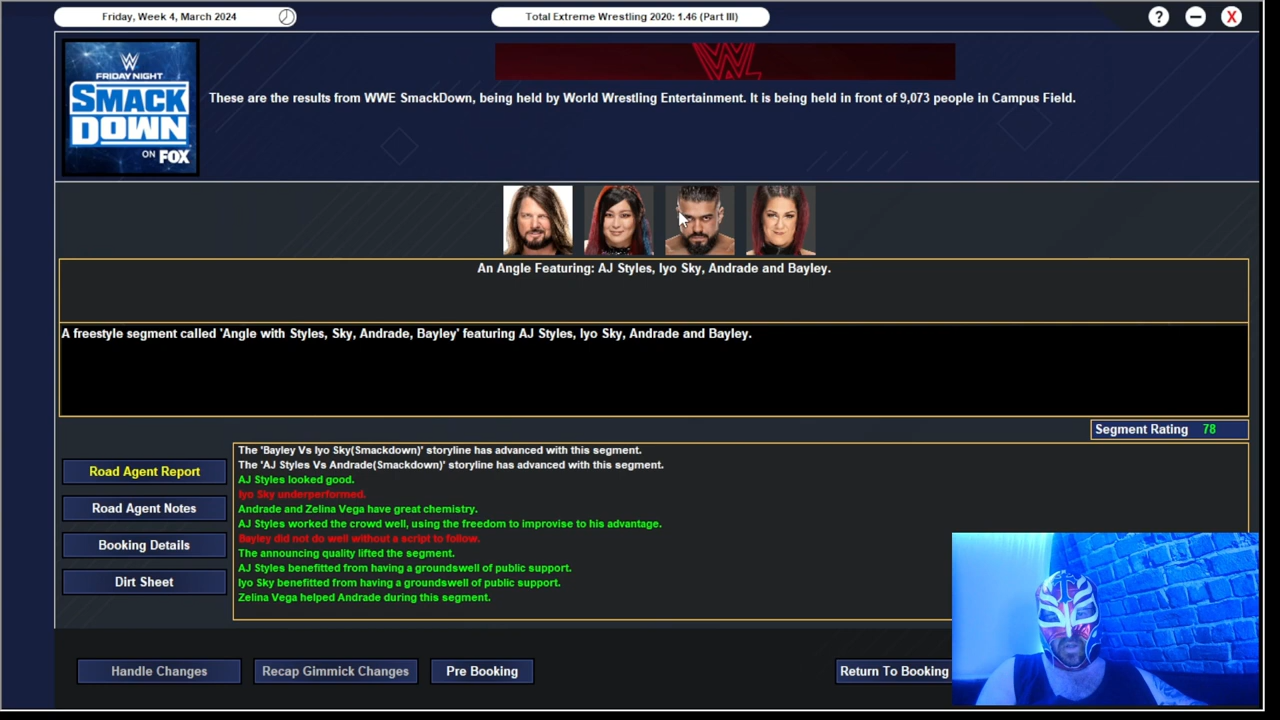 Friday, Week 4, March 2024
Total Extreme Wrestling 2020: 1.46 (Part III)
?
X
W
FRIDAY NIGHT
SMACK
DOWN
ON FOX
These are the results from WWE SmackDown, being held by World Wrestling Entertainment. It is being held in front of 9,073 people in Campus Field.
An Angle Featuring: AJ Styles, Iyo Sky, Andrade and Bayley.
A freestyle segment called 'Angle with Styles, Sky, Andrade, Bayley' featuring AJ Styles, Iyo Sky, Andrade and Bayley.
Segment Rating 78
Road Agent Report
Road Agent Notes
Booking Details
Dirt Sheet
The 'Bayley Vs Iyo Sky(Smackdown)' storyline has advanced with this segment.
The 'AJ Styles Vs Andrade(Smackdown)' storyline has advanced with this segment.
AJ Styles looked good.
Iyo Sky underperformed.
Andrade and Zelina Vega have great chemistry.
AJ Styles worked the crowd well, using the freedom to improvise to his advantage.
Bayley did not do well without a script to follow.
The announcing quality lifted the segment.
AJ Styles benefitted from having a groundswell of public support.
Iyo Sky benefitted from having a groundswell of public support.
Zelina Vega helped Andrade during this segment.
Handle Changes
Recap Gimmick Changes
Pre Booking
Return To Booking